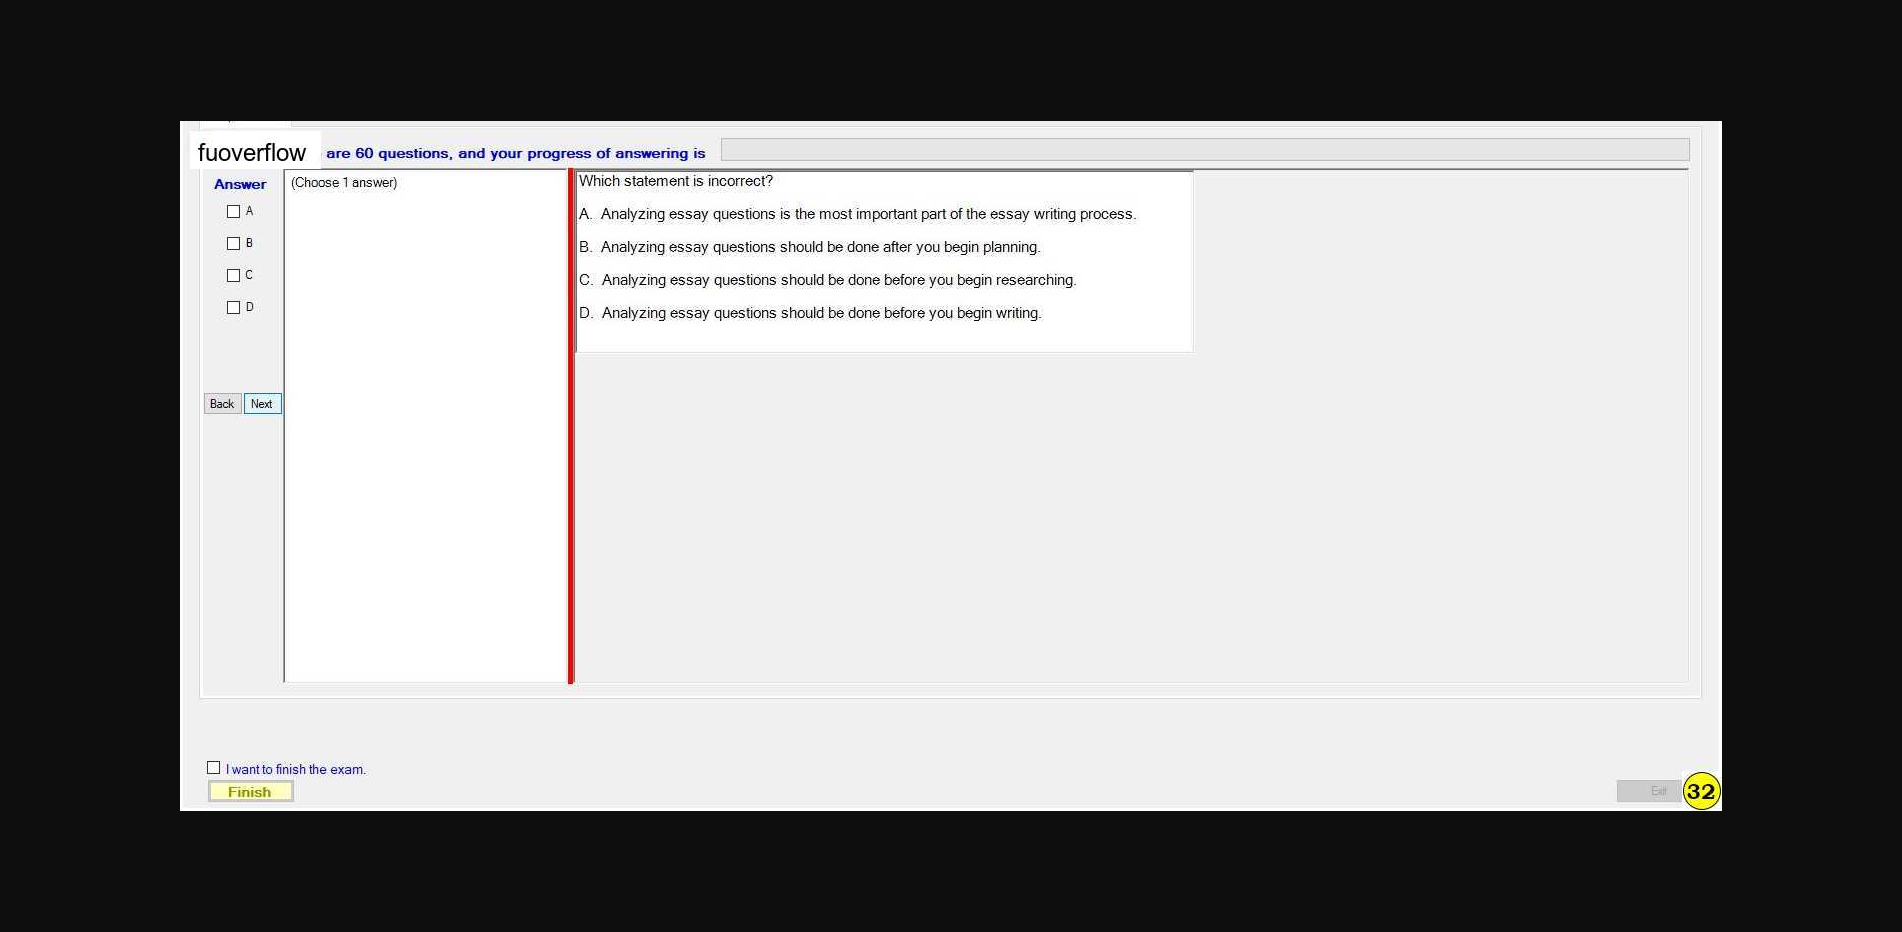 fuoverflow are 60 questions, and your progress of answering is
Answer
(Choose 1 answer)
A
B
C
D
Back Next
Which statement is incorrect?
A. Analyzing essay questions is the most important part of the essay writing process.
B. Analyzing essay questions should be done after you begin planning.
C. Analyzing essay questions should be done before you begin researching.
D. Analyzing essay questions should be done before you begin writing.
I want to finish the exam.
Finish
Exit
32